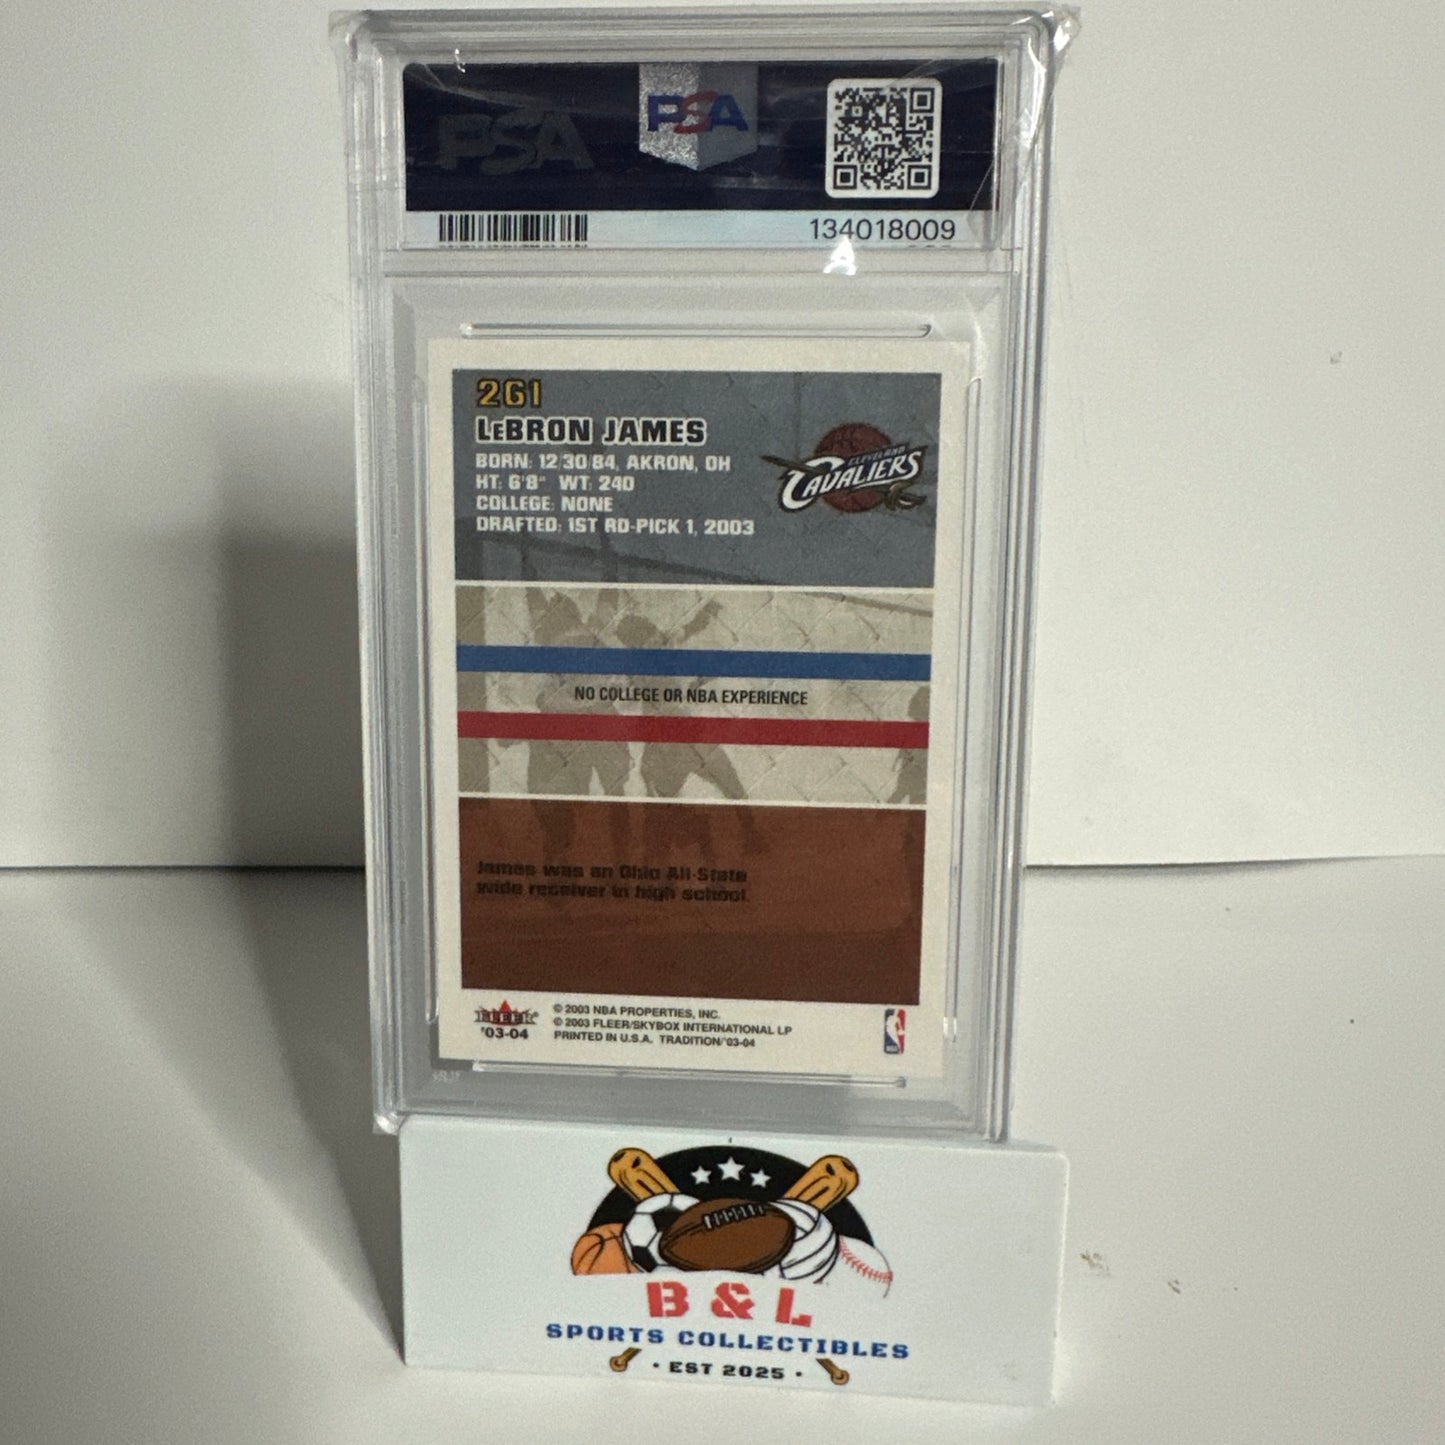 PSA
PSA
134018009
261
LeBRON JAMES
BORN: 12/30/84, AKRON, OH
HT: 6'8" WT: 240
COLLEGE: NONE
DRAFTED: 1ST RD-PICK 1, 2003
CLEVELAND
CAVALIERS
NO COLLEGE OR NBA EXPERIENCE
James was an Ohio All-State
wide receiver in high school.
FLEER
'03-04
© 2003 NBA PROPERTIES, INC.
© 2003 FLEER/SKYBOX INTERNATIONAL LP
PRINTED IN U.S.A. TRADITION/'03-04
B & L
SPORTS COLLECTIBLES
• EST 2025 •